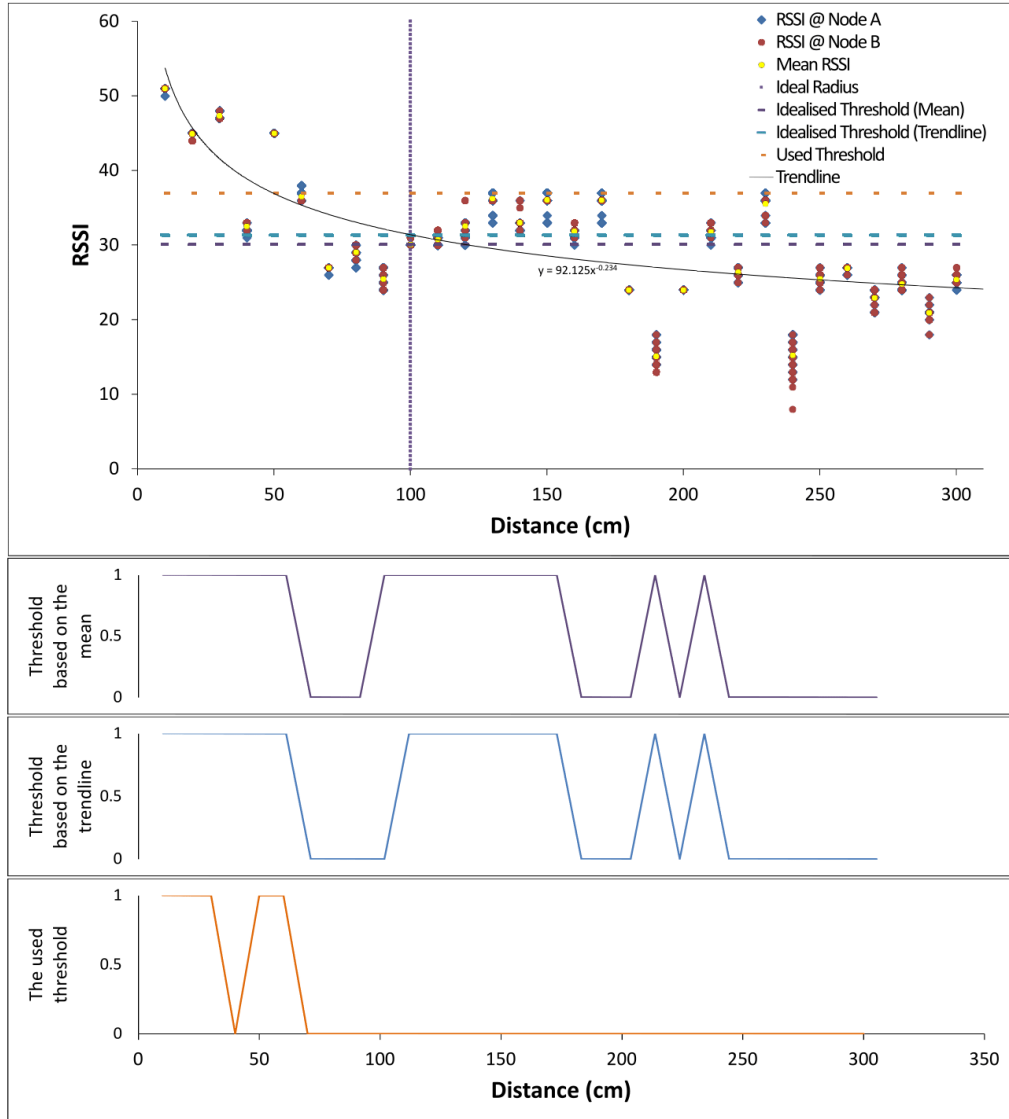 60
50
40
30
20
10
0
RSSI
RSSI @ Node A
RSSI @ Node B
Mean RSSI
Ideal Radius
Idealised Threshold (Mean)
Idealised Threshold (Trendline)
Used Threshold
Trendline
y = 92.125x^-0.234
0 50 100 150 200 250 300
Distance (cm)
Threshold
based on the
mean
1
0.5
0
Threshold
based on the
trendline
1
0.5
0
The used
threshold
1
0.5
0
0 50 100 150 200 250 300 350
Distance (cm)